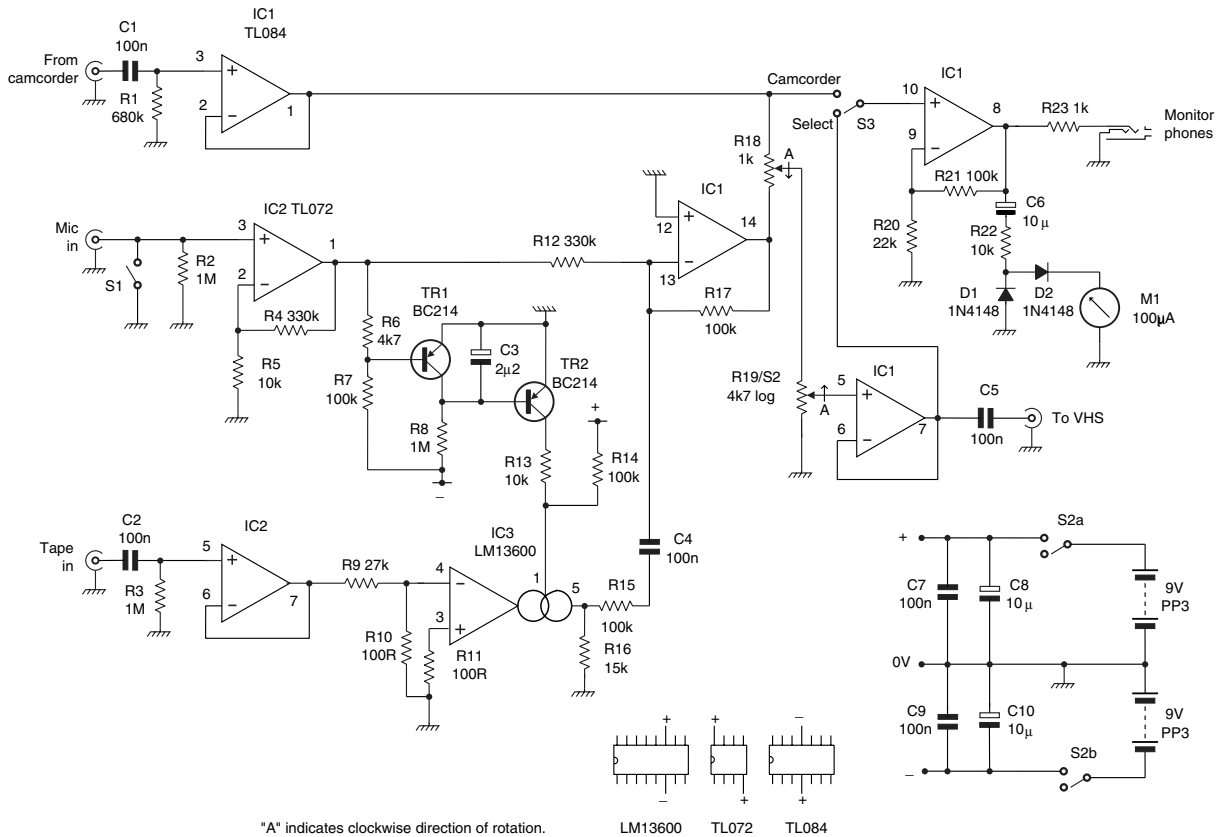 IC1
TL084
C1
100n
From
camcorder
3
+
2
−
1
R1
680k
Camcorder
Select
S3
IC1
10
+
9
−
8
R23 1k
Monitor
phones
R18
1k
A
R21 100k
C6
10 µ
R20
22k
R22
10k
D1
1N4148
D2
1N4148
M1
100µA
IC2 TL072
Mic
in
3
+
2
−
1
S1
R2
1M
R4 330k
R5
10k
R12 330k
IC1
12
+
13
−
14
R17
100k
R6
4k7
TR1
BC214
C3
2µ2
TR2
BC214
R7
100k
R8
1M
−
R13
10k
+
R14
100k
R19/S2
4k7 log
A
IC1
5
+
6
−
7
C5
100n
To VHS
C2
100n
IC2
Tape
in
5
+
6
−
7
R3
1M
R9 27k
IC3
LM13600
4
−
3
+
1
5
R10
100R
R11
100R
R15
100k
R16
15k
C4
100n
S2a
+
C7
100n
C8
10µ
9V
PP3
0V
C9
100n
C10
10µ
9V
PP3
S2b
−
+
−
LM13600
+
+
TL072
−
+
TL084
"A" indicates clockwise direction of rotation.